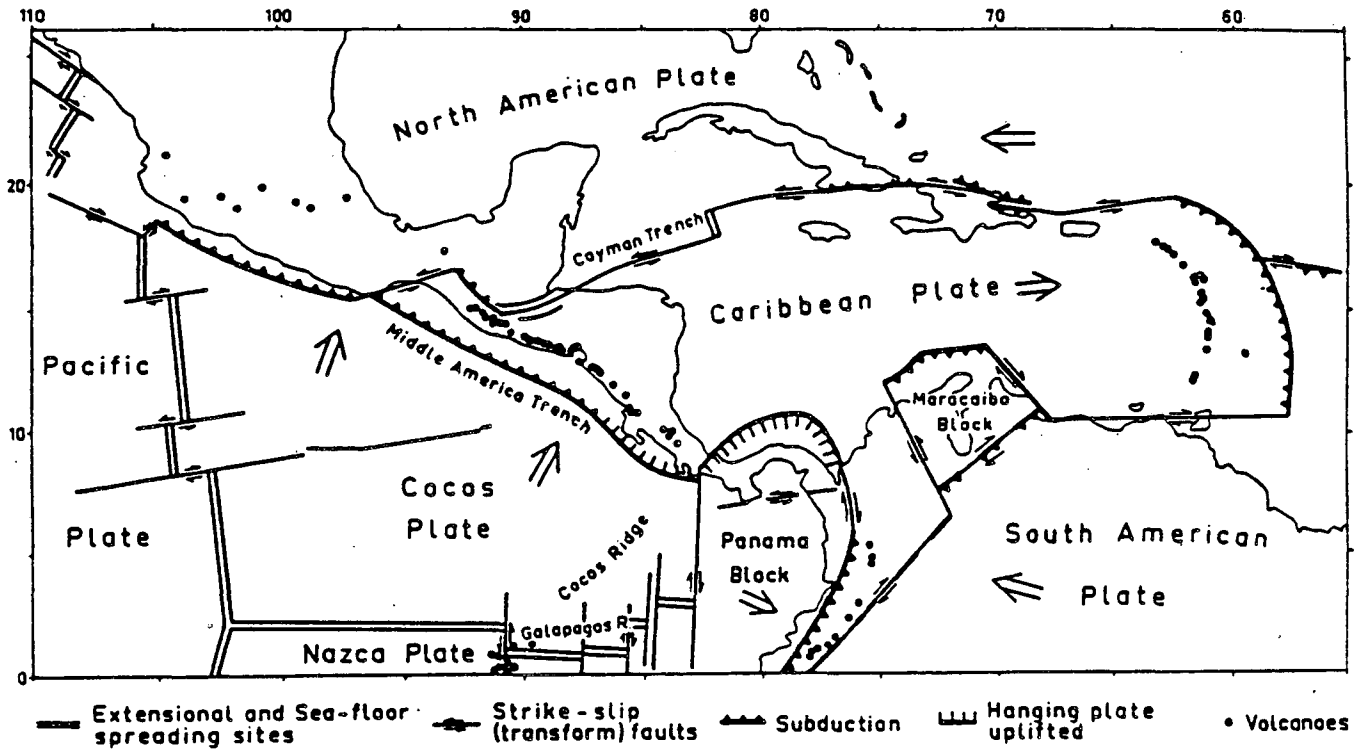 110 100 90 80 70 60
North American Plate
20
Cayman Trench
Caribbean Plate
Pacific
Middle America Trench
Maracaibo
Block
10
Cocos
Plate
Plate
Cocos Ridge
Panama
Block
South American
Plate
Galapagos R.
Nazca Plate
0
Extensional and Sea-floor
spreading sites
Strike-slip
(transform) faults
Subduction
Hanging plate
uplifted
Volcanoes